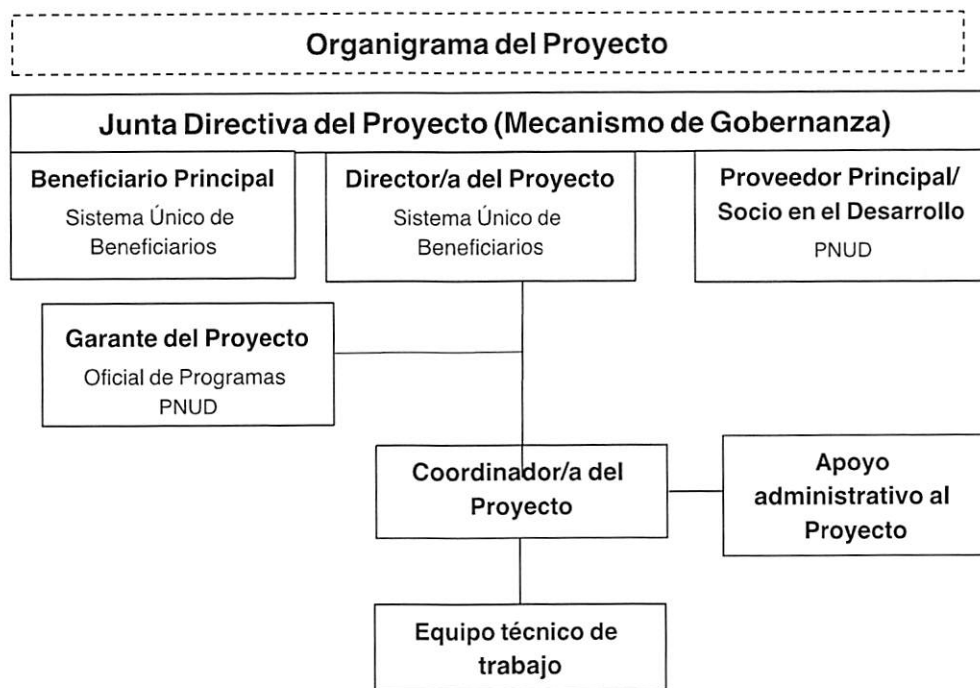 Organigrama del Proyecto
Junta Directiva del Proyecto (Mecanismo de Gobernanza)
Beneficiario Principal
Sistema Único de
Beneficiarios
Director/a del Proyecto
Sistema Único de
Beneficiarios
Proveedor Principal/
Socio en el Desarrollo
PNUD
Garante del Proyecto
Oficial de Programas
PNUD
Coordinador/a del
Proyecto
Apoyo
administrativo al
Proyecto
Equipo técnico de
trabajo